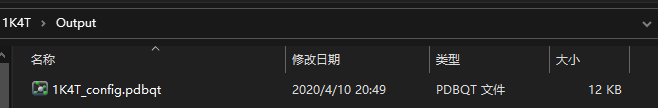 1K4T > Output
名称 修改日期 类型 大小
1K4T_config.pdbqt 2020/4/10 20:49 PDBQT 文件 12 KB